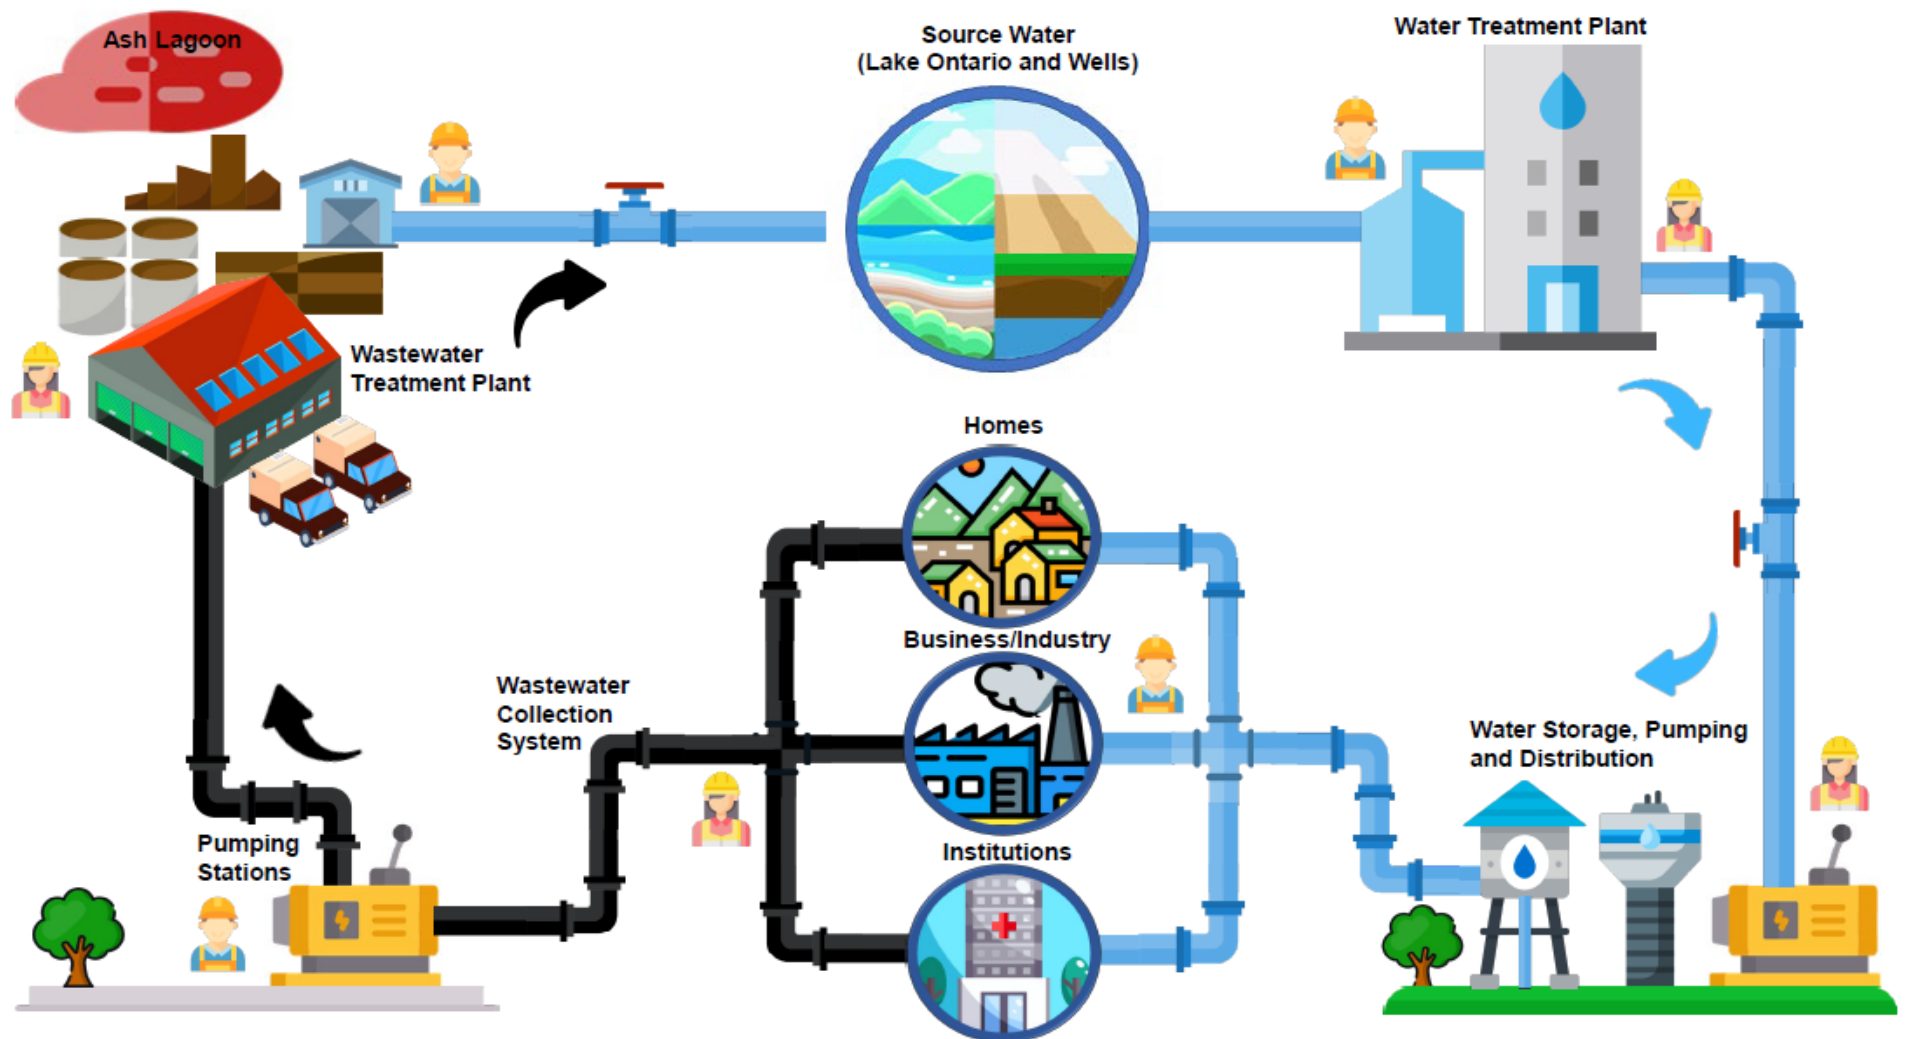 Ash Lagoon
Source Water
(Lake Ontario and Wells)
Water Treatment Plant
Wastewater
Treatment Plant
Homes
Business/Industry
Wastewater
Collection
System
Water Storage, Pumping
and Distribution
Pumping
Stations
Institutions